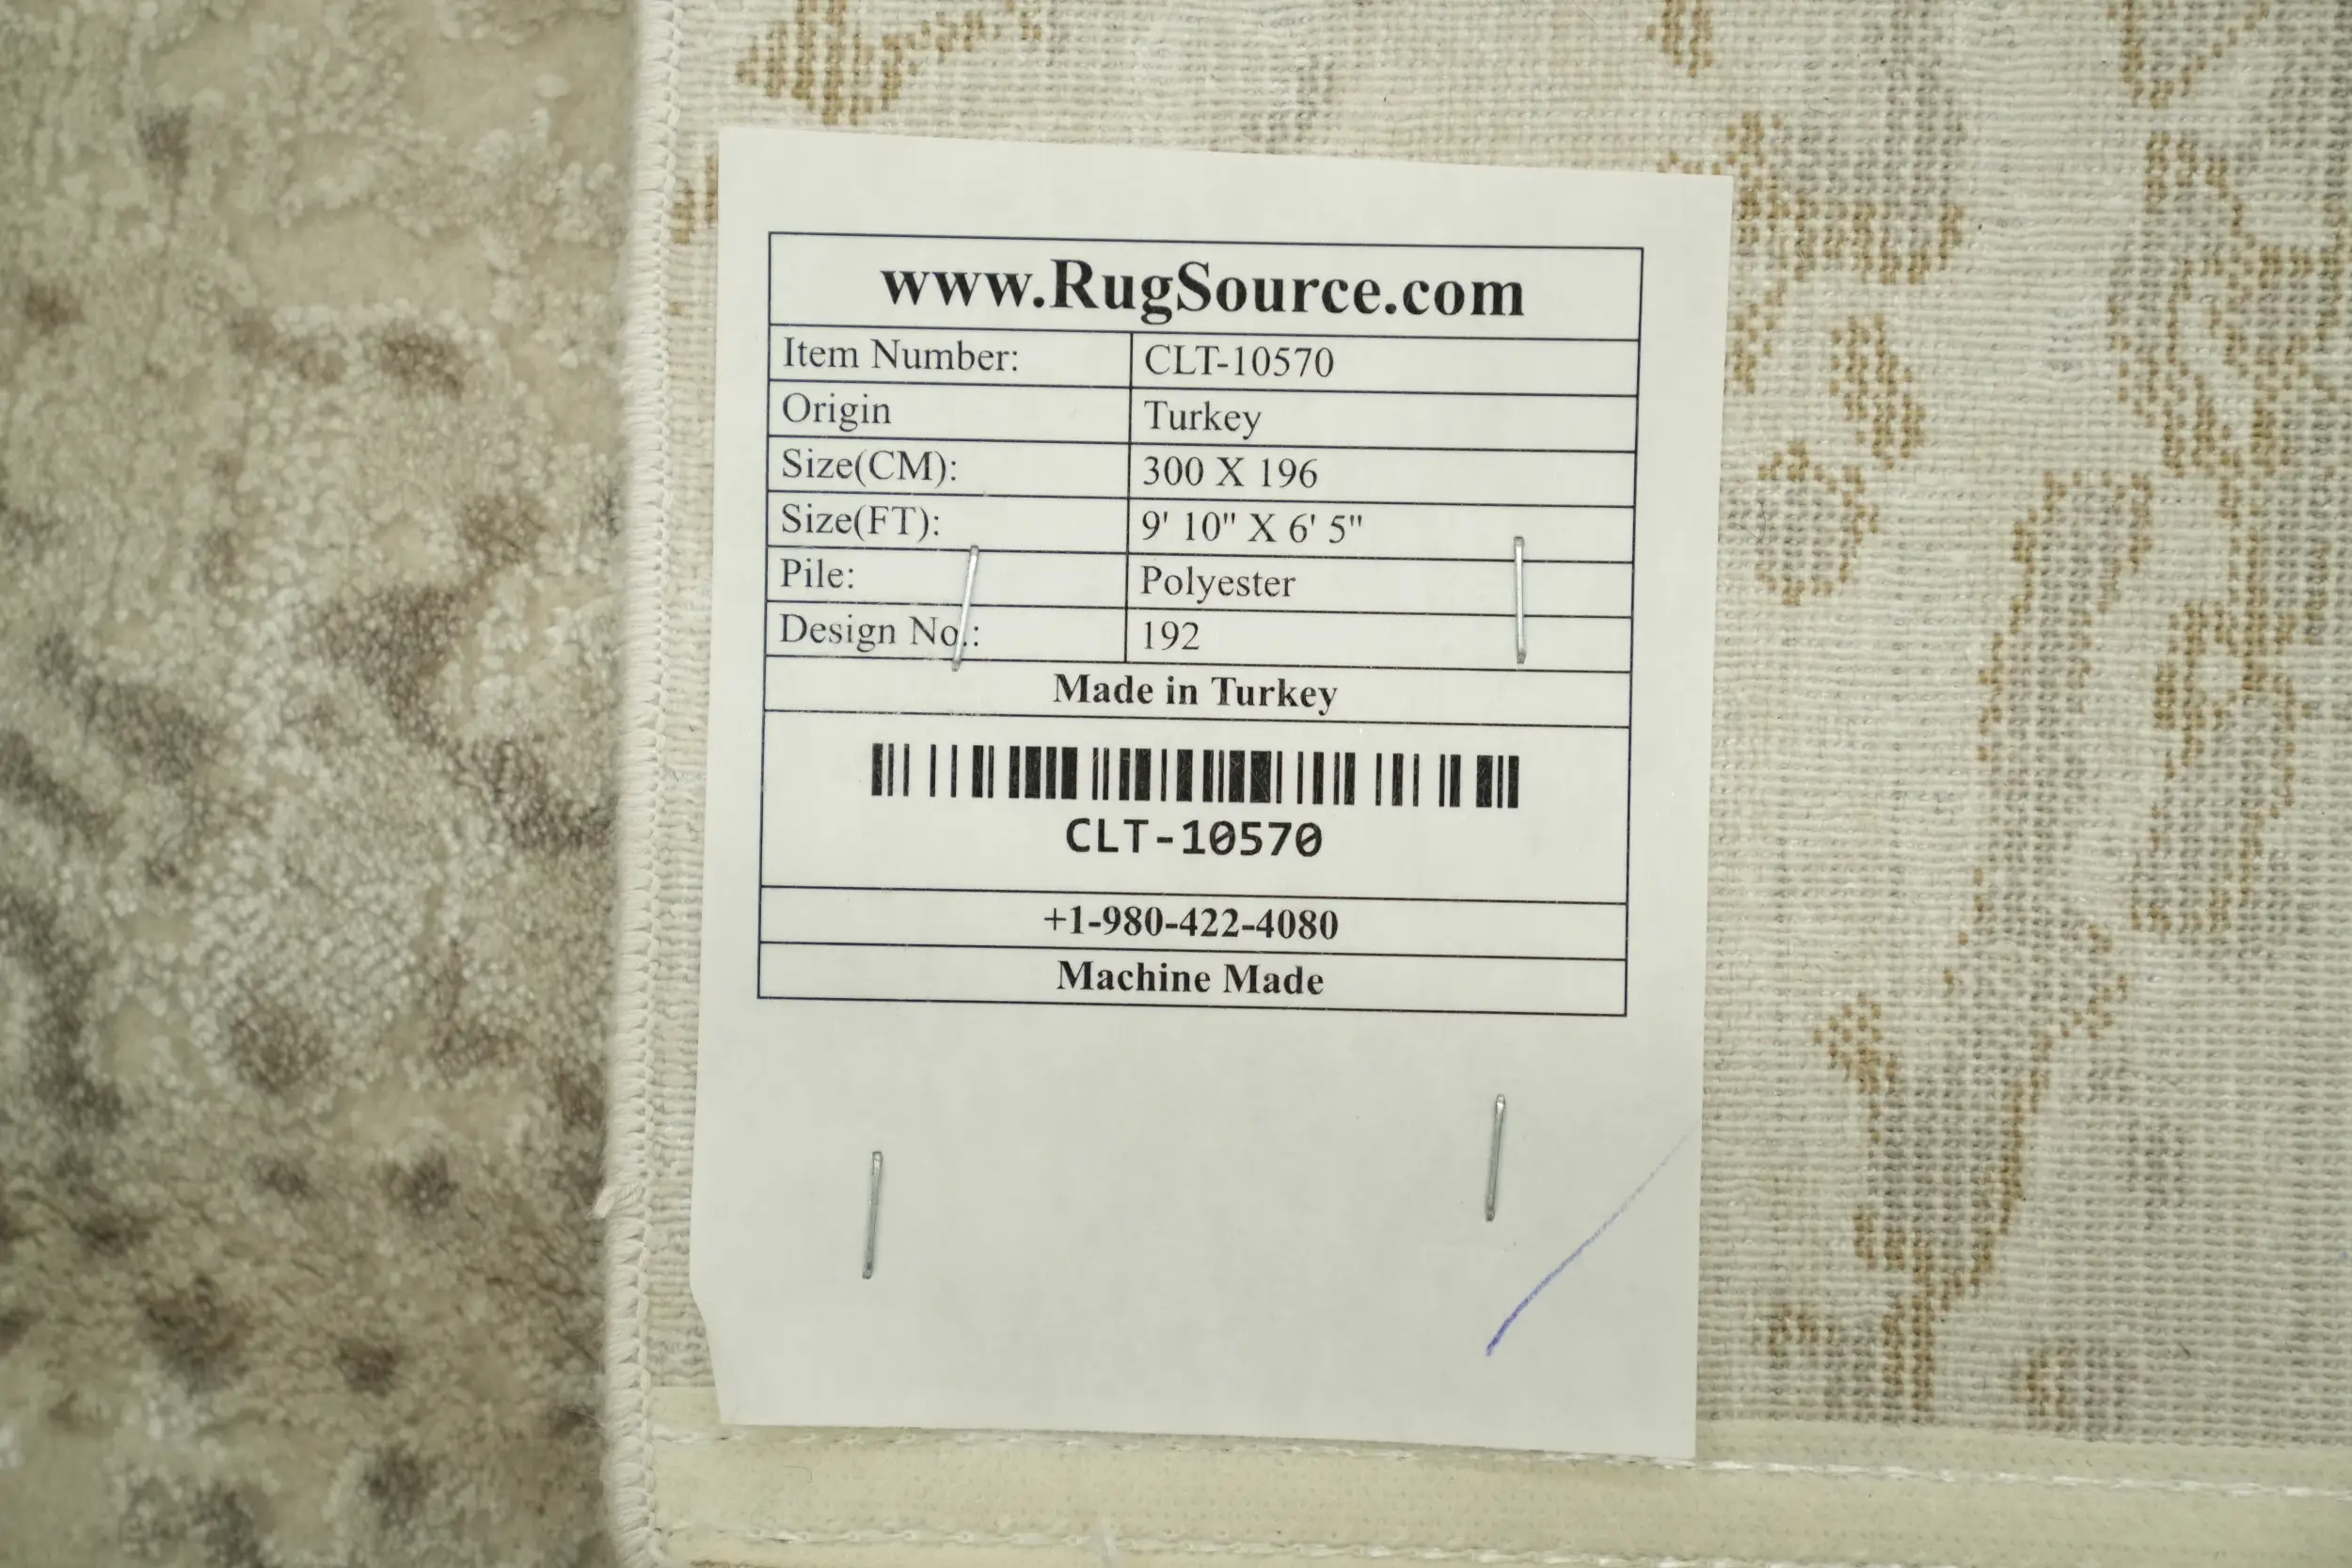 www.RugSource.com
Item Number: CLT-10570
Origin Turkey
Size(CM): 300 X 196
Size(FT): 9' 10" X 6' 5"
Pile: Polyester
Design No.: 192
Made in Turkey
CLT-10570
+1-980-422-4080
Machine Made